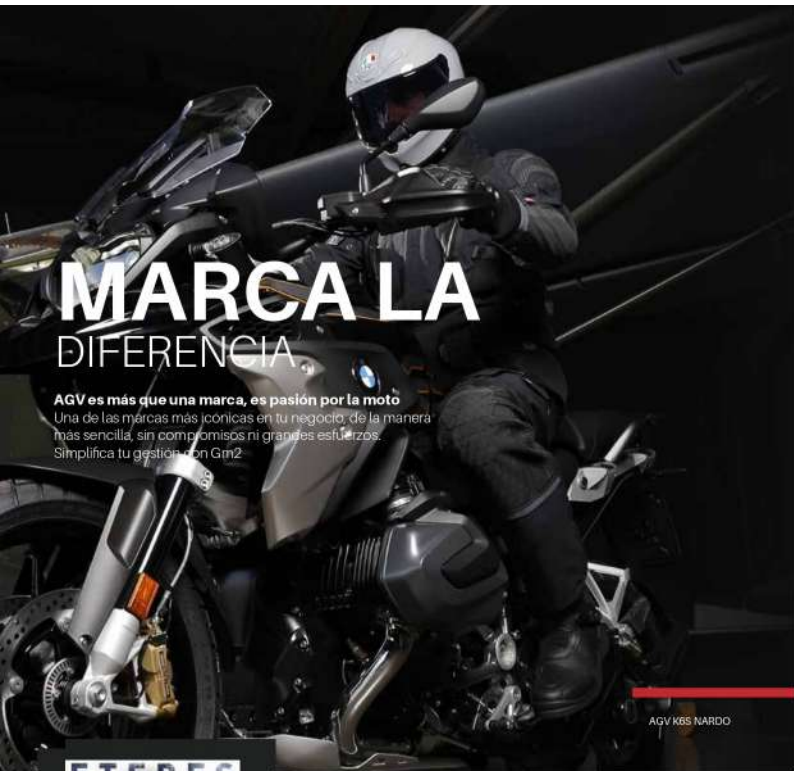 MARCA LA
DIFERENCIA
AGV es más que una marca, es pasión por la moto
Una de las marcas más icónicas en tu negocio, de la manera
más sencilla, sin compromisos ni grandes esfuerzos.
Simplifica tu gestión con Gm2
AGV K6S NARDO